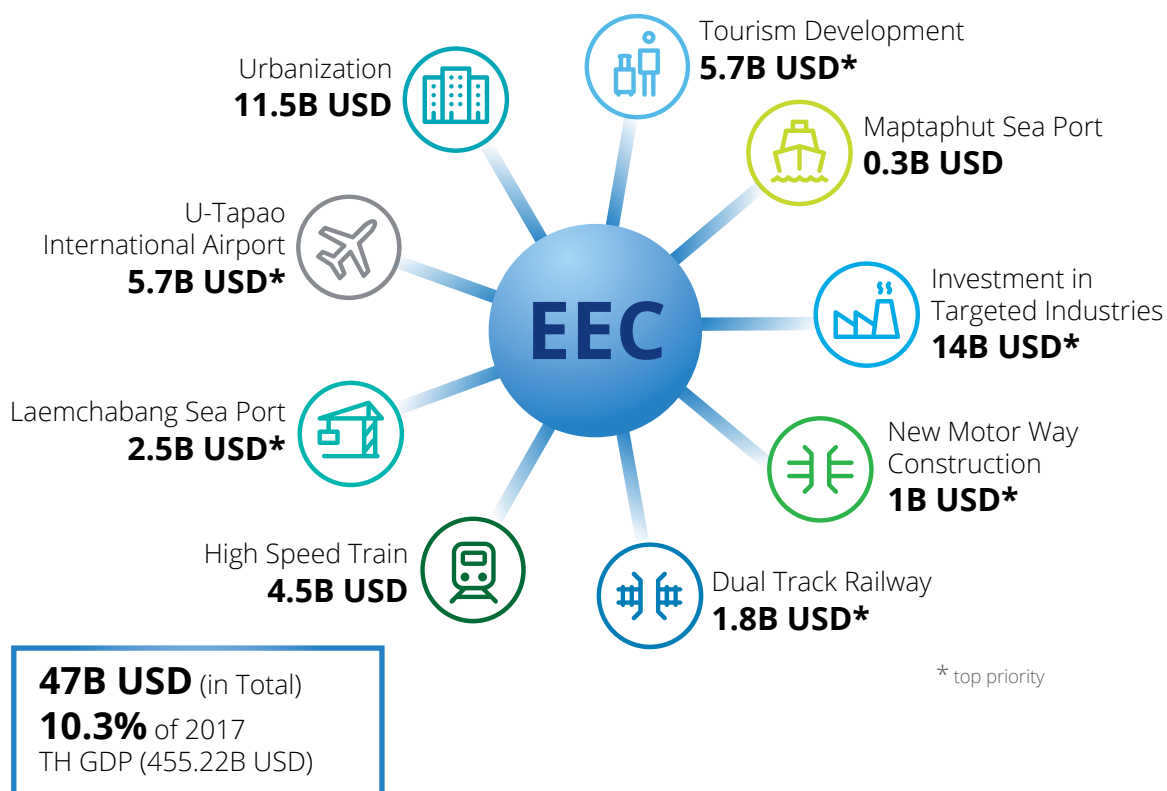 Tourism Development
5.7B USD*
Urbanization
11.5B USD
Maptaphut Sea Port
0.3B USD
U-Tapao
International Airport
5.7B USD*
EEC
Investment in
Targeted Industries
14B USD*
Laemchabang Sea Port
2.5B USD*
New Motor Way
Construction
1B USD*
High Speed Train
4.5B USD
Dual Track Railway
1.8B USD*
47B USD (in Total)
10.3% of 2017
TH GDP (455.22B USD)
* top priority